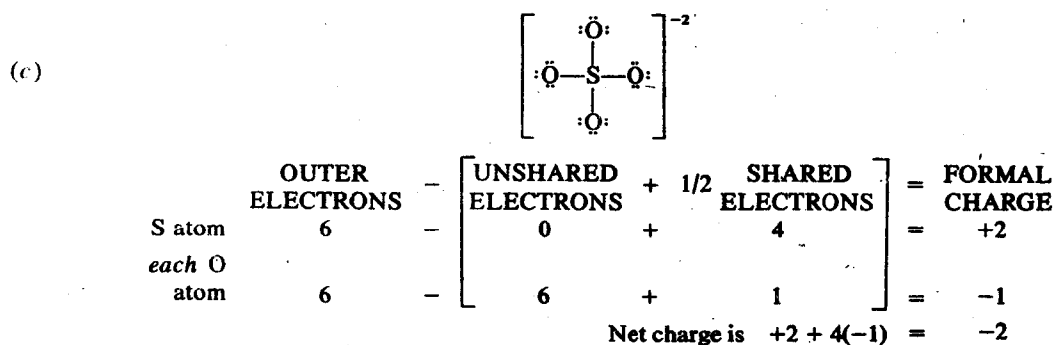 (c)
−2
:Ö:
:Ö—S—Ö:
:Ö:
OUTER ELECTRONS − [UNSHARED ELECTRONS + 1/2 SHARED ELECTRONS] = FORMAL CHARGE
S atom 6 − 0 + 4 = +2
each O
atom 6 − 6 + 1 = −1
Net charge is +2 + 4(−1) = −2